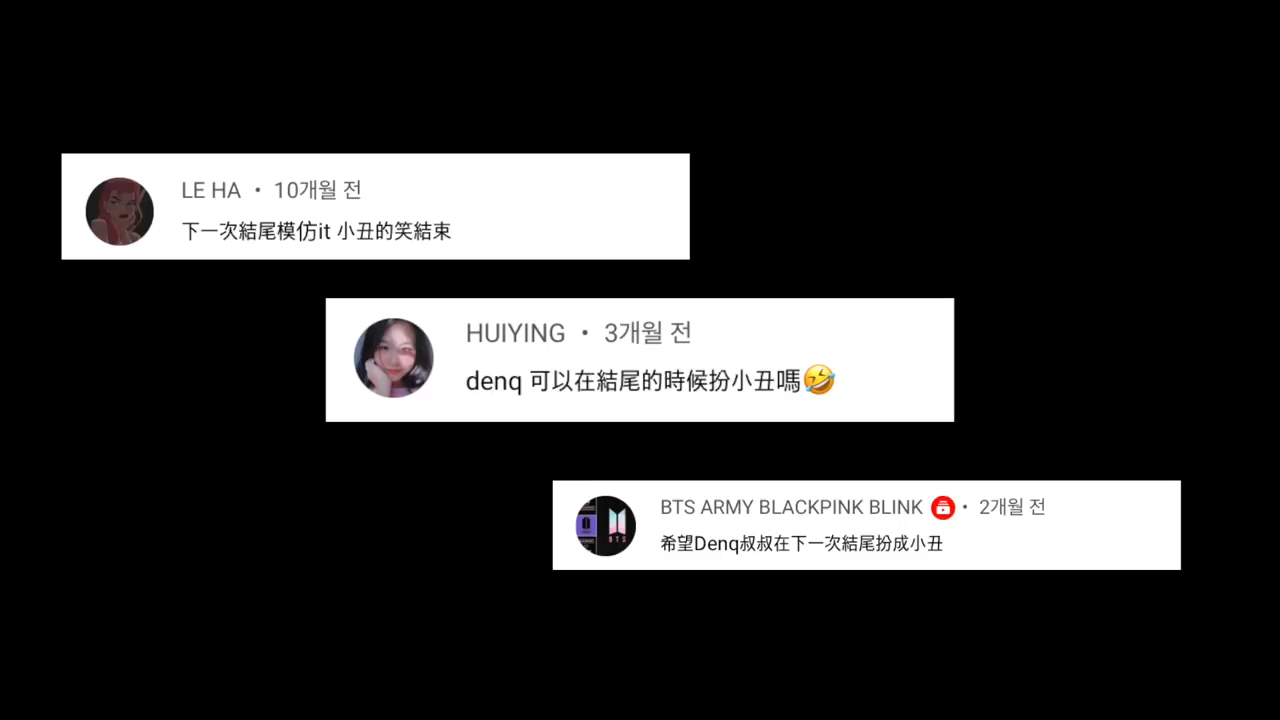 LE HA • 10개월 전
下一次結尾模仿it 小丑的笑結束
HUIYING • 3개월 전
denq 可以在結尾的時候扮小丑嗎🤣
BTS ARMY BLACKPINK BLINK • 2개월 전
BTS
希望Denq叔叔在下一次結尾扮成小丑